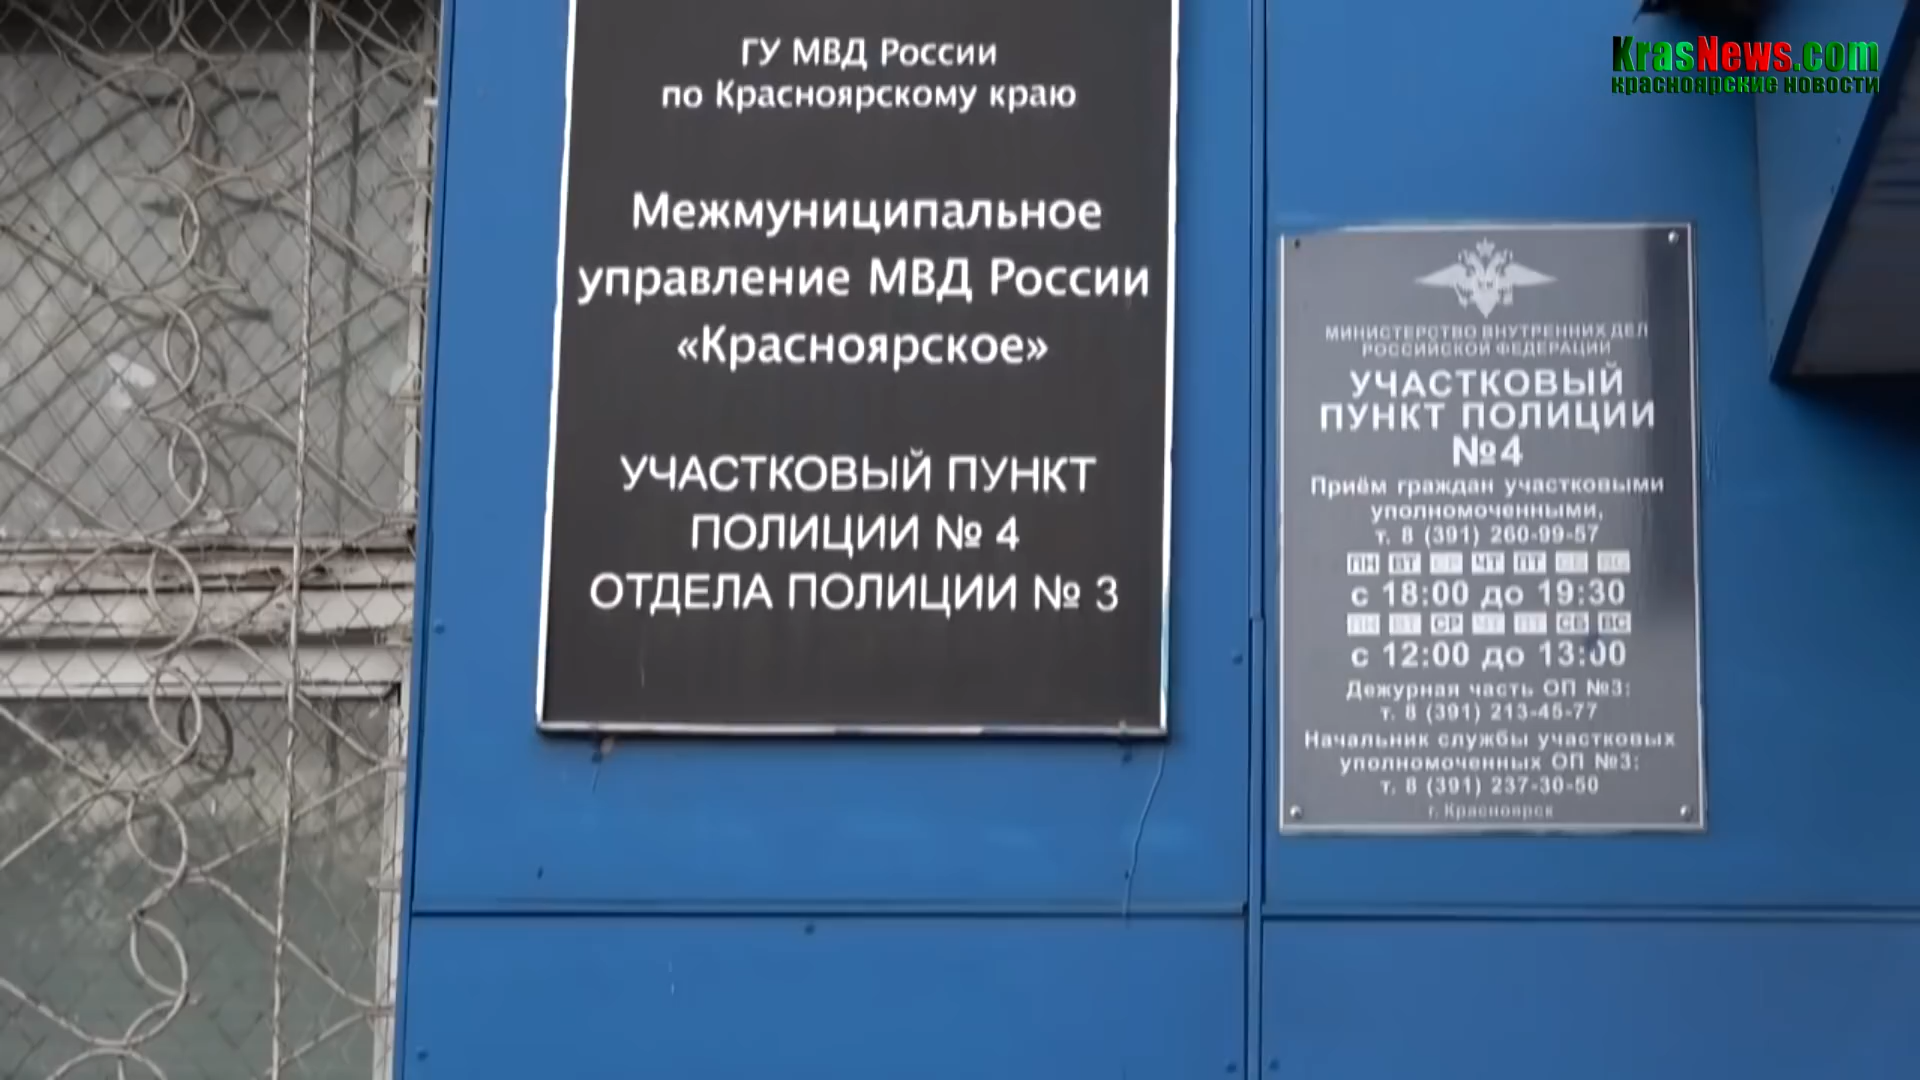 ГУ МВД России
по Красноярскому краю
Межмуниципальное
управление МВД России
«Красноярское»
УЧАСТКОВЫЙ ПУНКТ
ПОЛИЦИИ № 4
ОТДЕЛА ПОЛИЦИИ № 3
KrasNews.com
красноярские новости
МИНИСТЕРСТВО ВНУТРЕННИХ ДЕЛ
РОССИЙСКОЙ ФЕДЕРАЦИИ
УЧАСТКОВЫЙ
ПУНКТ ПОЛИЦИИ
№4
Приём граждан участковыми
уполномоченными,
т. 8 (391) 260-99-57
ПН ВТ СР ЧТ ПТ СБ ВС
с 18:00 до 19:30
ПН ВТ СР ЧТ ПТ СБ ВС
с 12:00 до 13:00
Дежурная часть ОП №3:
т. 8 (391) 213-45-77
Начальник службы участковых
уполномоченных ОП №3:
т. 8 (391) 237-30-50
г. Красноярск